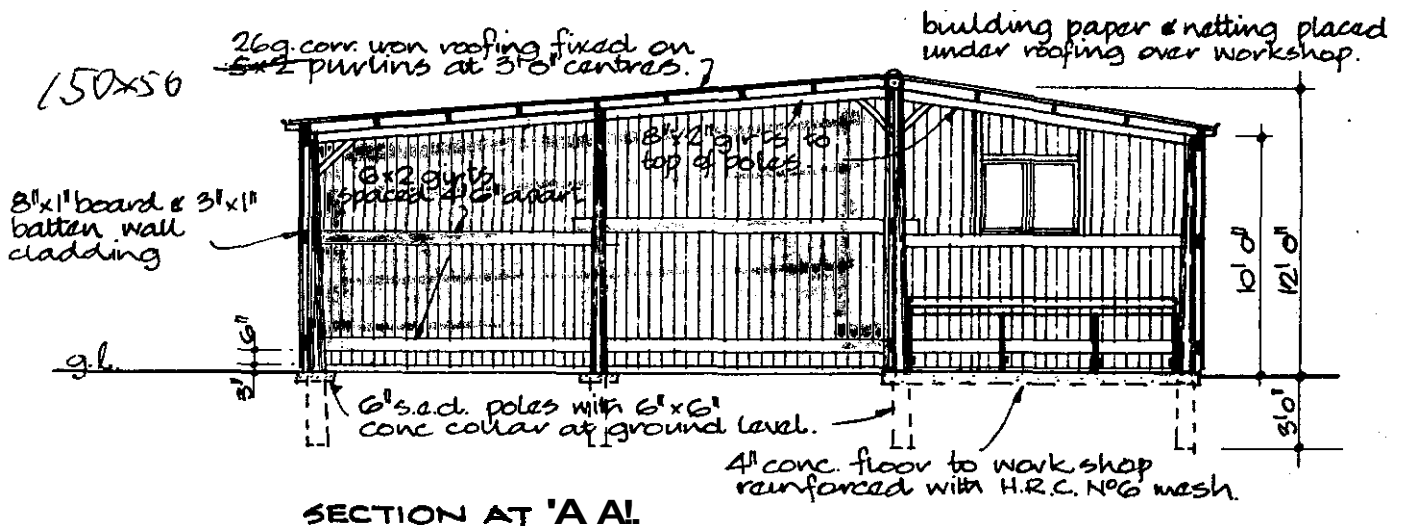 26g. corr. iron roofing fixed on
5x2 purlins at 3'0" centres.
150x50
building paper & netting placed
under roofing over workshop.
8"x2" girts to
top of poles.
6x2 girts
spaced 4'6" apart
8"x1" board & 3"x1"
batten wall
cladding
10'0"
12'0"
6"
3'
g.l.
6" s.e.d. poles with 6"x6"
conc collar at ground level.
3'0"
4" conc. floor to work shop
reinforced with H.R.C. Nº6 mesh.
SECTION AT 'A A'.